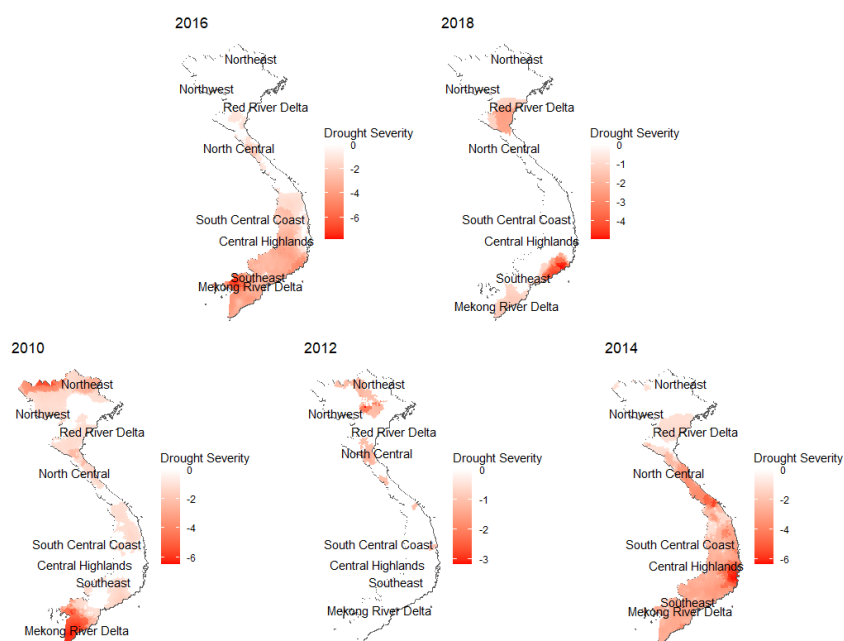 2016
Northeast
Northwest
Red River Delta
North Central
South Central Coast
Central Highlands
Southeast
Mekong River Delta
Drought Severity
0
-2
-4
-6
2018
Northeast
Northwest
Red River Delta
North Central
South Central Coast
Central Highlands
Southeast
Mekong River Delta
Drought Severity
0
-1
-2
-3
-4
2010
Northeast
Northwest
Red River Delta
North Central
South Central Coast
Central Highlands
Southeast
Mekong River Delta
Drought Severity
0
-2
-4
-6
2012
Northeast
Northwest
Red River Delta
North Central
South Central Coast
Central Highlands
Southeast
Mekong River Delta
Drought Severity
0
-1
-2
-3
2014
Northeast
Northwest
Red River Delta
North Central
South Central Coast
Central Highlands
Southeast
Mekong River Delta
Drought Severity
0
-2
-4
-6